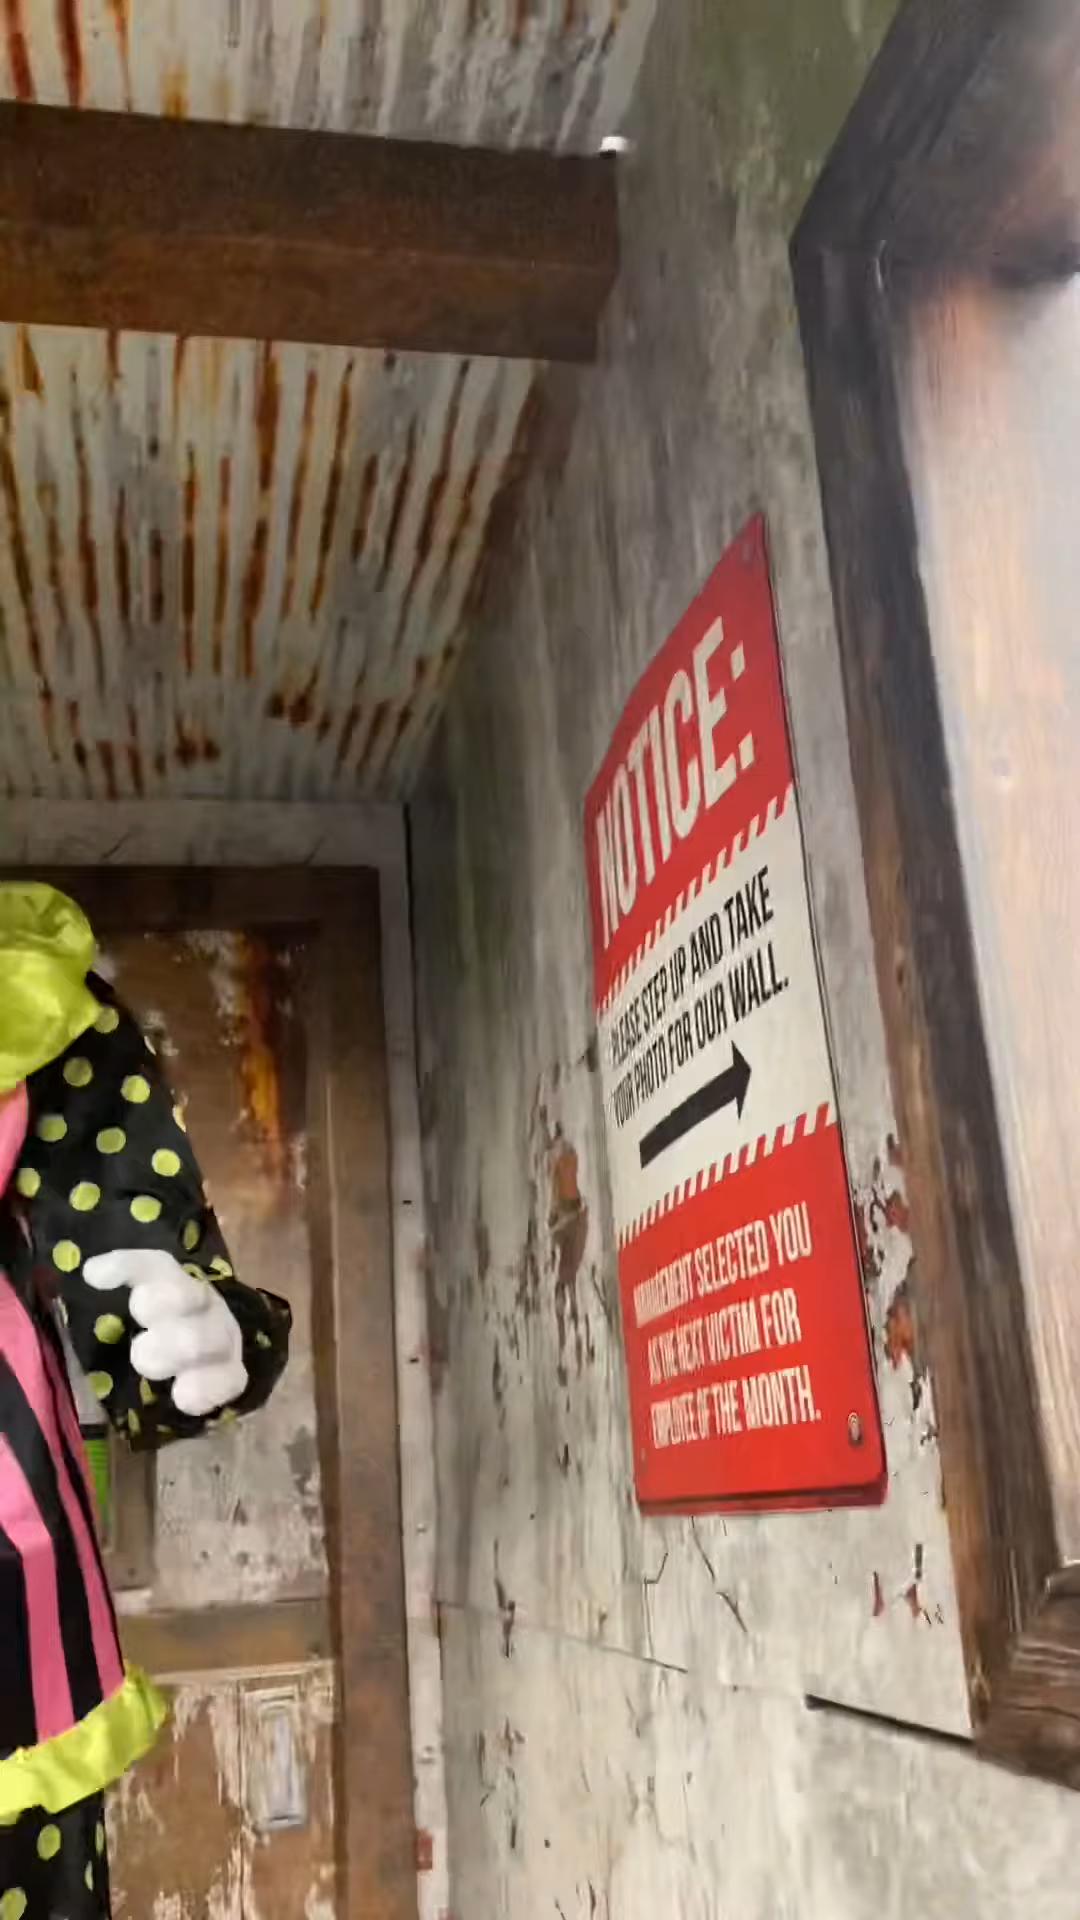 NOTICE:
PLEASE STEP UP AND TAKE
YOUR PHOTO FOR OUR WALL.
MANAGEMENT SELECTED YOU
AS THE NEXT VICTIM FOR
EMPLOYEE OF THE MONTH.